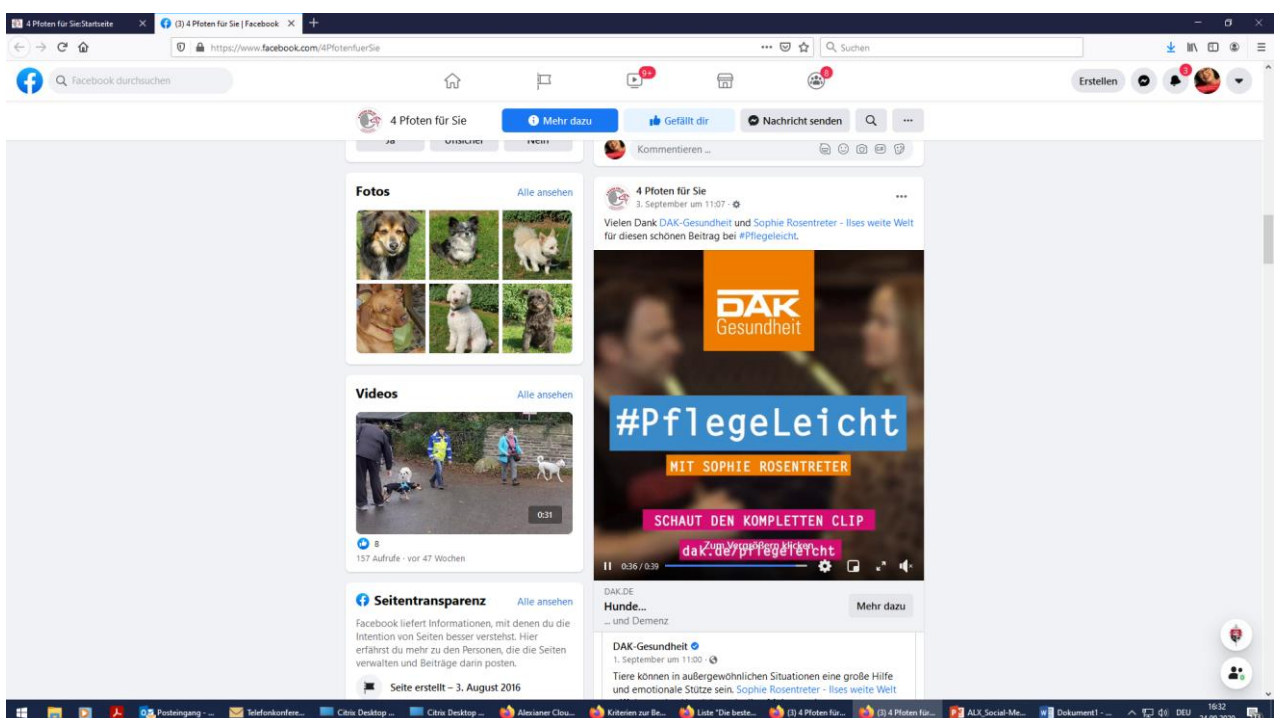 4 Pfoten für Sie:Startseite
(3) 4 Pfoten für Sie | Facebook
https://www.facebook.com/4PfotenfuerSie
Suchen
Facebook durchsuchen
9+
8
Erstellen
3
4 Pfoten für Sie
Mehr dazu
Gefällt dir
Nachricht senden
Ja
Unsicher
Nein
Kommentieren ...
Fotos
Alle ansehen
Videos
Alle ansehen
0:31
8
157 Aufrufe · vor 47 Wochen
Seitentransparenz
Alle ansehen
Facebook liefert Informationen, mit denen du die
Intention von Seiten besser verstehst. Hier
erfährst du mehr zu den Personen, die die Seiten
verwalten und Beiträge darin posten.
Seite erstellt – 3. August 2016
4 Pfoten für Sie
3. September um 11:07 ·
Vielen Dank DAK-Gesundheit und Sophie Rosentreter - Ilses weite Welt
für diesen schönen Beitrag bei #Pflegeleicht.
DAK
Gesundheit
#PflegeLeicht
MIT SOPHIE ROSENTRETER
SCHAUT DEN KOMPLETTEN CLIP
Zum Vergrößern klicken
dak.de/pflegeleicht
0:36 / 0:39
DAK.DE
Hunde...
... und Demenz
Mehr dazu
DAK-Gesundheit
1. September um 11:00 ·
Tiere können in außergewöhnlichen Situationen eine große Hilfe
und emotionale Stütze sein. Sophie Rosentreter - Ilses weite Welt
Posteingang - ...
Telefonkonfere...
Citrix Desktop ...
Citrix Desktop ...
Alexianer Clou...
Kriterien zur Be...
Liste "Die beste...
(3) 4 Pfoten für...
(3) 4 Pfoten für...
ALX_Social-Me...
Dokument1 - ...
DEU
16:32